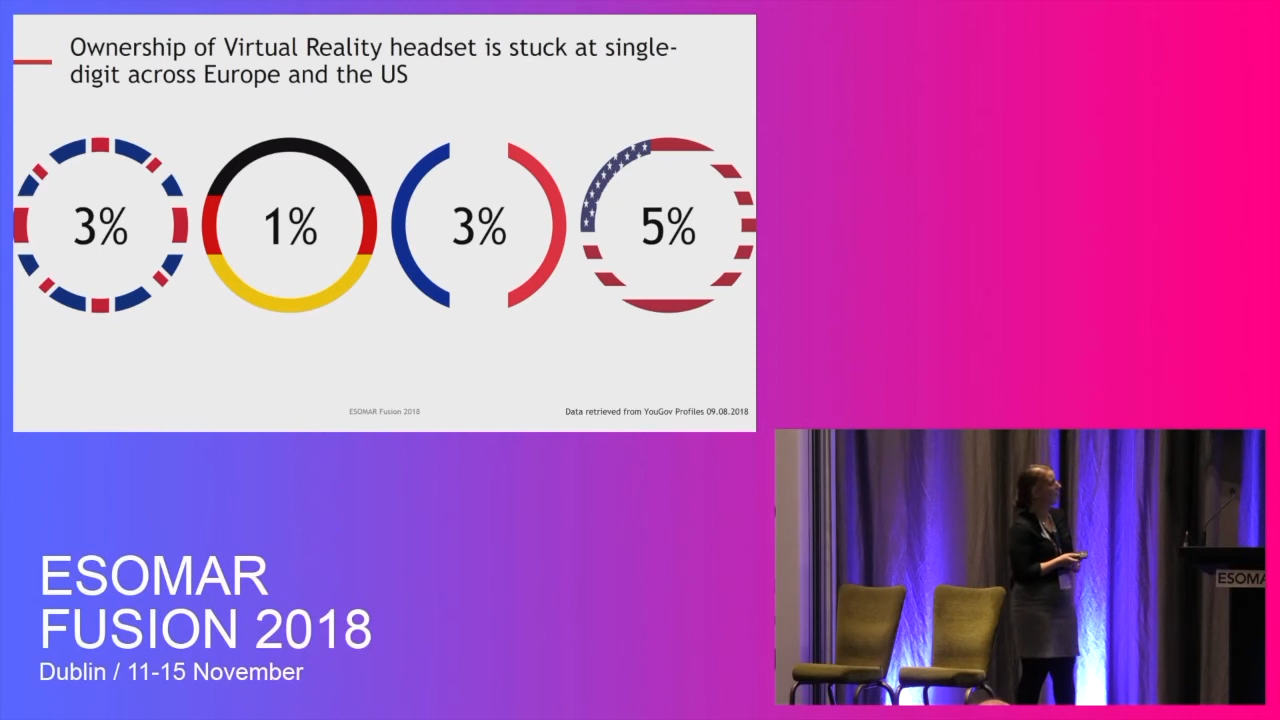 Ownership of Virtual Reality headset is stuck at single-
digit across Europe and the US
3%
1%
3%
5%
ESOMAR Fusion 2018
Data retrieved from YouGov Profiles 09.08.2018
ESOMAR
FUSION 2018
Dublin / 11-15 November
ESOMA